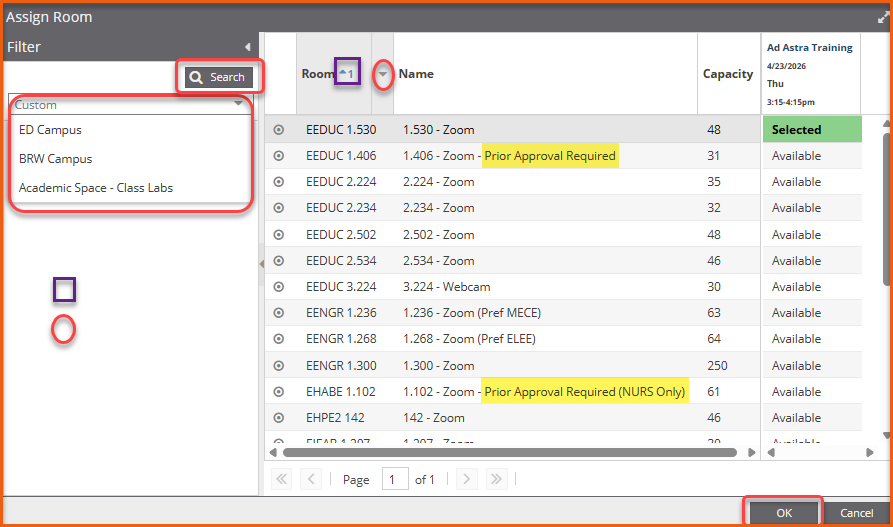 Assign Room
Filter
Search
Custom
ED Campus
BRW Campus
Academic Space - Class Labs
Room 1 Name Capacity Ad Astra Training
4/23/2026
Thu
3:15-4:15pm
EEDUC 1.530 1.530 - Zoom 48 Selected
EEDUC 1.406 1.406 - Zoom - Prior Approval Required 31 Available
EEDUC 2.224 2.224 - Zoom 35 Available
EEDUC 2.234 2.234 - Zoom 32 Available
EEDUC 2.502 2.502 - Zoom 48 Available
EEDUC 2.534 2.534 - Zoom 46 Available
EEDUC 3.224 3.224 - Webcam 30 Available
EENGR 1.236 1.236 - Zoom (Pref MECE) 63 Available
EENGR 1.268 1.268 - Zoom (Pref ELEE) 64 Available
EENGR 1.300 1.300 - Zoom 250 Available
EHABE 1.102 1.102 - Zoom - Prior Approval Required (NURS Only) 61 Available
EHPE2 142 142 - Zoom 46 Available
1.207 - Zoom Available
Page 1 of 1
OK Cancel